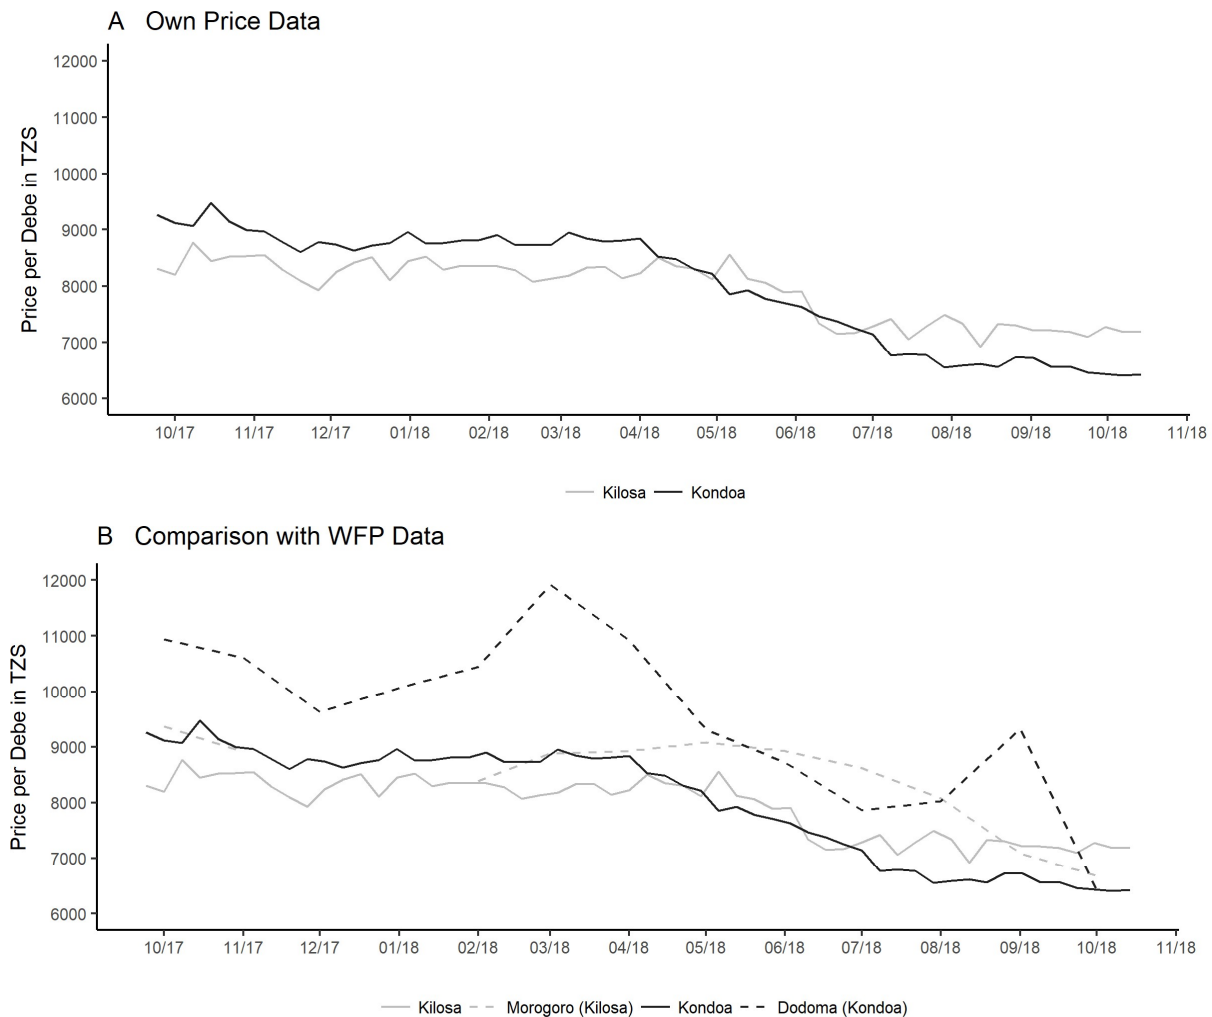 A Own Price Data
12000
11000
10000
9000
8000
7000
6000
Price per Debe in TZS
10/17 11/17 12/17 01/18 02/18 03/18 04/18 05/18 06/18 07/18 08/18 09/18 10/18 11/18
Kilosa Kondoa
B Comparison with WFP Data
12000
11000
10000
9000
8000
7000
6000
Price per Debe in TZS
10/17 11/17 12/17 01/18 02/18 03/18 04/18 05/18 06/18 07/18 08/18 09/18 10/18 11/18
Kilosa Morogoro (Kilosa) Kondoa Dodoma (Kondoa)